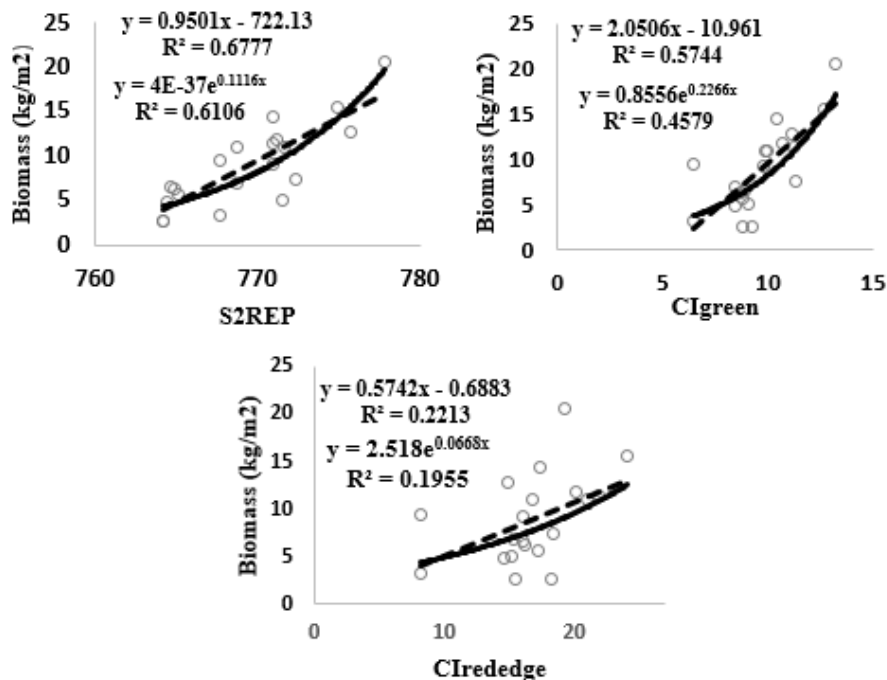 y = 0.9501x - 722.13
R² = 0.6777
y = 4E-37e^0.1116x
R² = 0.6106
Biomass (kg/m2)
25
20
15
10
5
0
760
770
780
S2REP
y = 2.0506x - 10.961
R² = 0.5744
y = 0.8556e^0.2266x
R² = 0.4579
Biomass (kg/m2)
25
20
15
10
5
0
0
5
10
15
CIgreen
y = 0.5742x - 0.6883
R² = 0.2213
y = 2.518e^0.0668x
R² = 0.1955
Biomass (kg/m2)
25
20
15
10
5
0
0
10
20
CIrededge